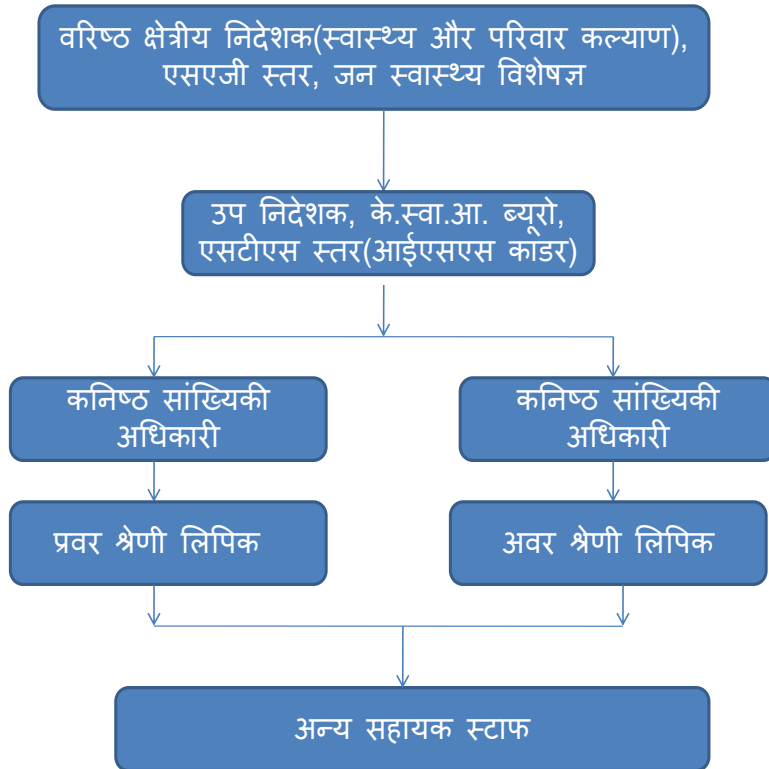 वरिष्ठ क्षेत्रीय निदेशक(स्वास्थ्य और परिवार कल्याण),
एसएजी स्तर, जन स्वास्थ्य विशेषज्ञ
उप निदेशक, के.स्वा.आ. ब्यूरो,
एसटीएस स्तर(आईएसएस काडर)
कनिष्ठ सांख्यिकी
अधिकारी
कनिष्ठ सांख्यिकी
अधिकारी
प्रवर श्रेणी लिपिक
अवर श्रेणी लिपिक
अन्य सहायक स्टाफ